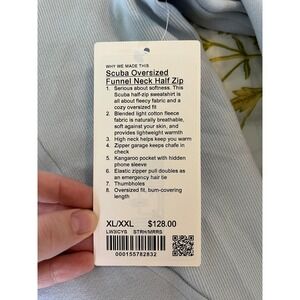 WHY WE MADE THIS
Scuba Oversized
Funnel Neck Half Zip
1. Serious about softness. This
Scuba half-zip sweatshirt is
all about fleecy fabric and a
cozy oversized fit
2. Blended light cotton fleece
fabric is naturally breathable,
soft against your skin, and
provides lightweight warmth
3. High neck helps keep you warm
4. Zipper garage keeps chafe in
check
5. Kangaroo pocket with hidden
phone sleeve
6. Elastic zipper pull doubles as
an emergency hair tie
7. Thumbholes
8. Oversized fit, bum-covering
length
XL/XXL $128.00
LW3ICYS STRH/MRRS
000155782832